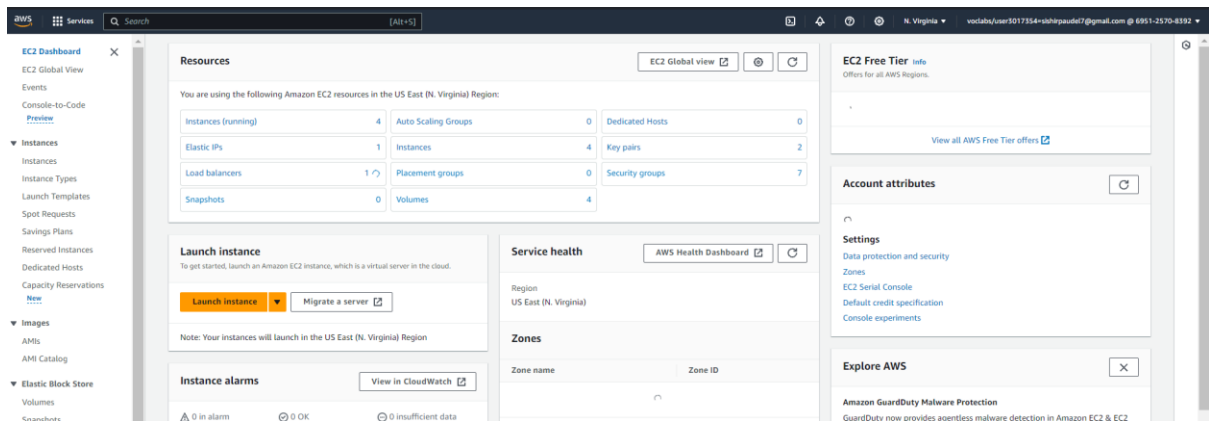 aws
Services
Search
[Alt+S]
N. Virginia
voclabs/user3017354=sishirpaudel7@gmail.com @ 6951-2570-8392
EC2 Dashboard
EC2 Global View
Events
Console-to-Code
Preview
Instances
Instances
Instance Types
Launch Templates
Spot Requests
Savings Plans
Reserved Instances
Dedicated Hosts
Capacity Reservations
New
Images
AMIs
AMI Catalog
Elastic Block Store
Volumes
Snapshots
Resources
EC2 Global view
You are using the following Amazon EC2 resources in the US East (N. Virginia) Region:
Instances (running) 4
Auto Scaling Groups 0
Dedicated Hosts 0
Elastic IPs 1
Instances 4
Key pairs 2
Load balancers 1
Placement groups 0
Security groups 7
Snapshots 0
Volumes 4
Launch instance
To get started, launch an Amazon EC2 instance, which is a virtual server in the cloud.
Launch instance
Migrate a server
Note: Your instances will launch in the US East (N. Virginia) Region
Instance alarms
View in CloudWatch
0 in alarm
0 OK
0 insufficient data
Service health
AWS Health Dashboard
Region
US East (N. Virginia)
Zones
Zone name
Zone ID
EC2 Free Tier Info
Offers for all AWS Regions.
View all AWS Free Tier offers
Account attributes
Settings
Data protection and security
Zones
EC2 Serial Console
Default credit specification
Console experiments
Explore AWS
Amazon GuardDuty Malware Protection
GuardDuty now provides agentless malware detection in Amazon EC2 & EC2